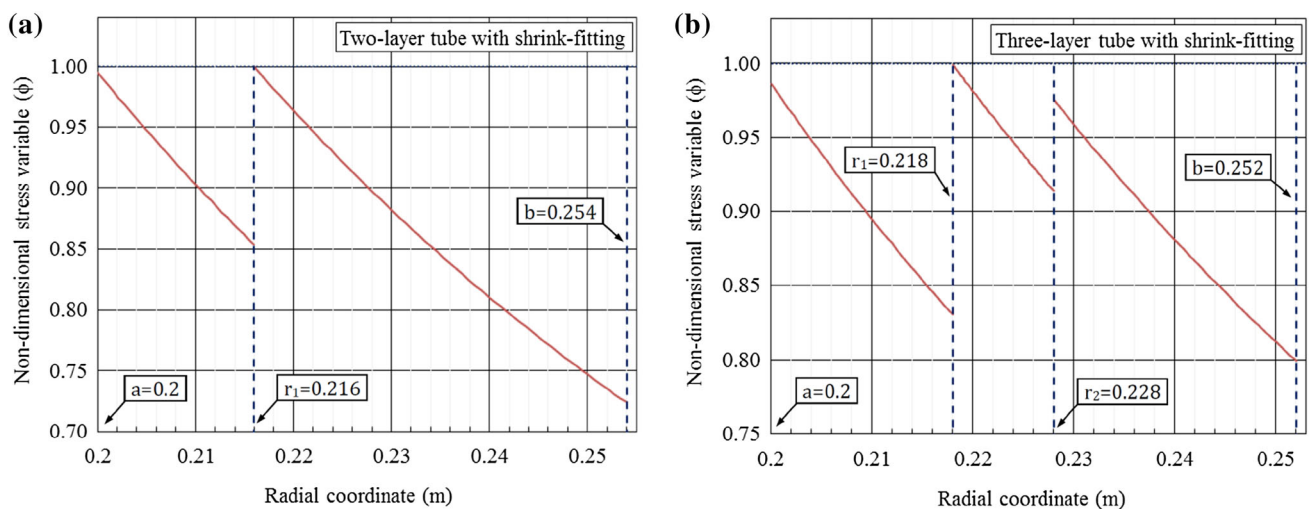 (a)
Two-layer tube with shrink-fitting
Non-dimensional stress variable (ϕ)
1.00
0.95
0.90
0.85
0.80
0.75
0.70
b=0.254
a=0.2
r₁=0.216
0.2
0.21
0.22
0.23
0.24
0.25
Radial coordinate (m)
(b)
Three-layer tube with shrink-fitting
Non-dimensional stress variable (ϕ)
1.00
0.95
0.90
0.85
0.80
0.75
r₁=0.218
b=0.252
a=0.2
r₂=0.228
0.2
0.21
0.22
0.23
0.24
0.25
Radial coordinate (m)